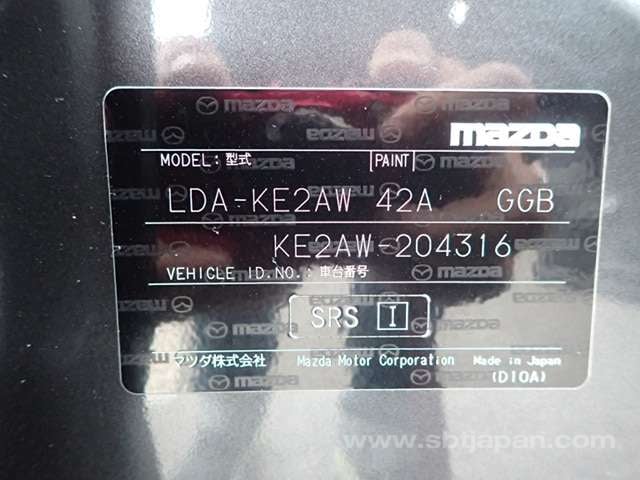 mazda
MODEL: 型式 PAINT
LDA-KE2AW 42A GGB
KE2AW-204316
VEHICLE ID.NO.: 車台番号
SRS I
マツダ株式会社 Mazda Motor Corporation Made in Japan
(D10A)
www.sbtjapan.com